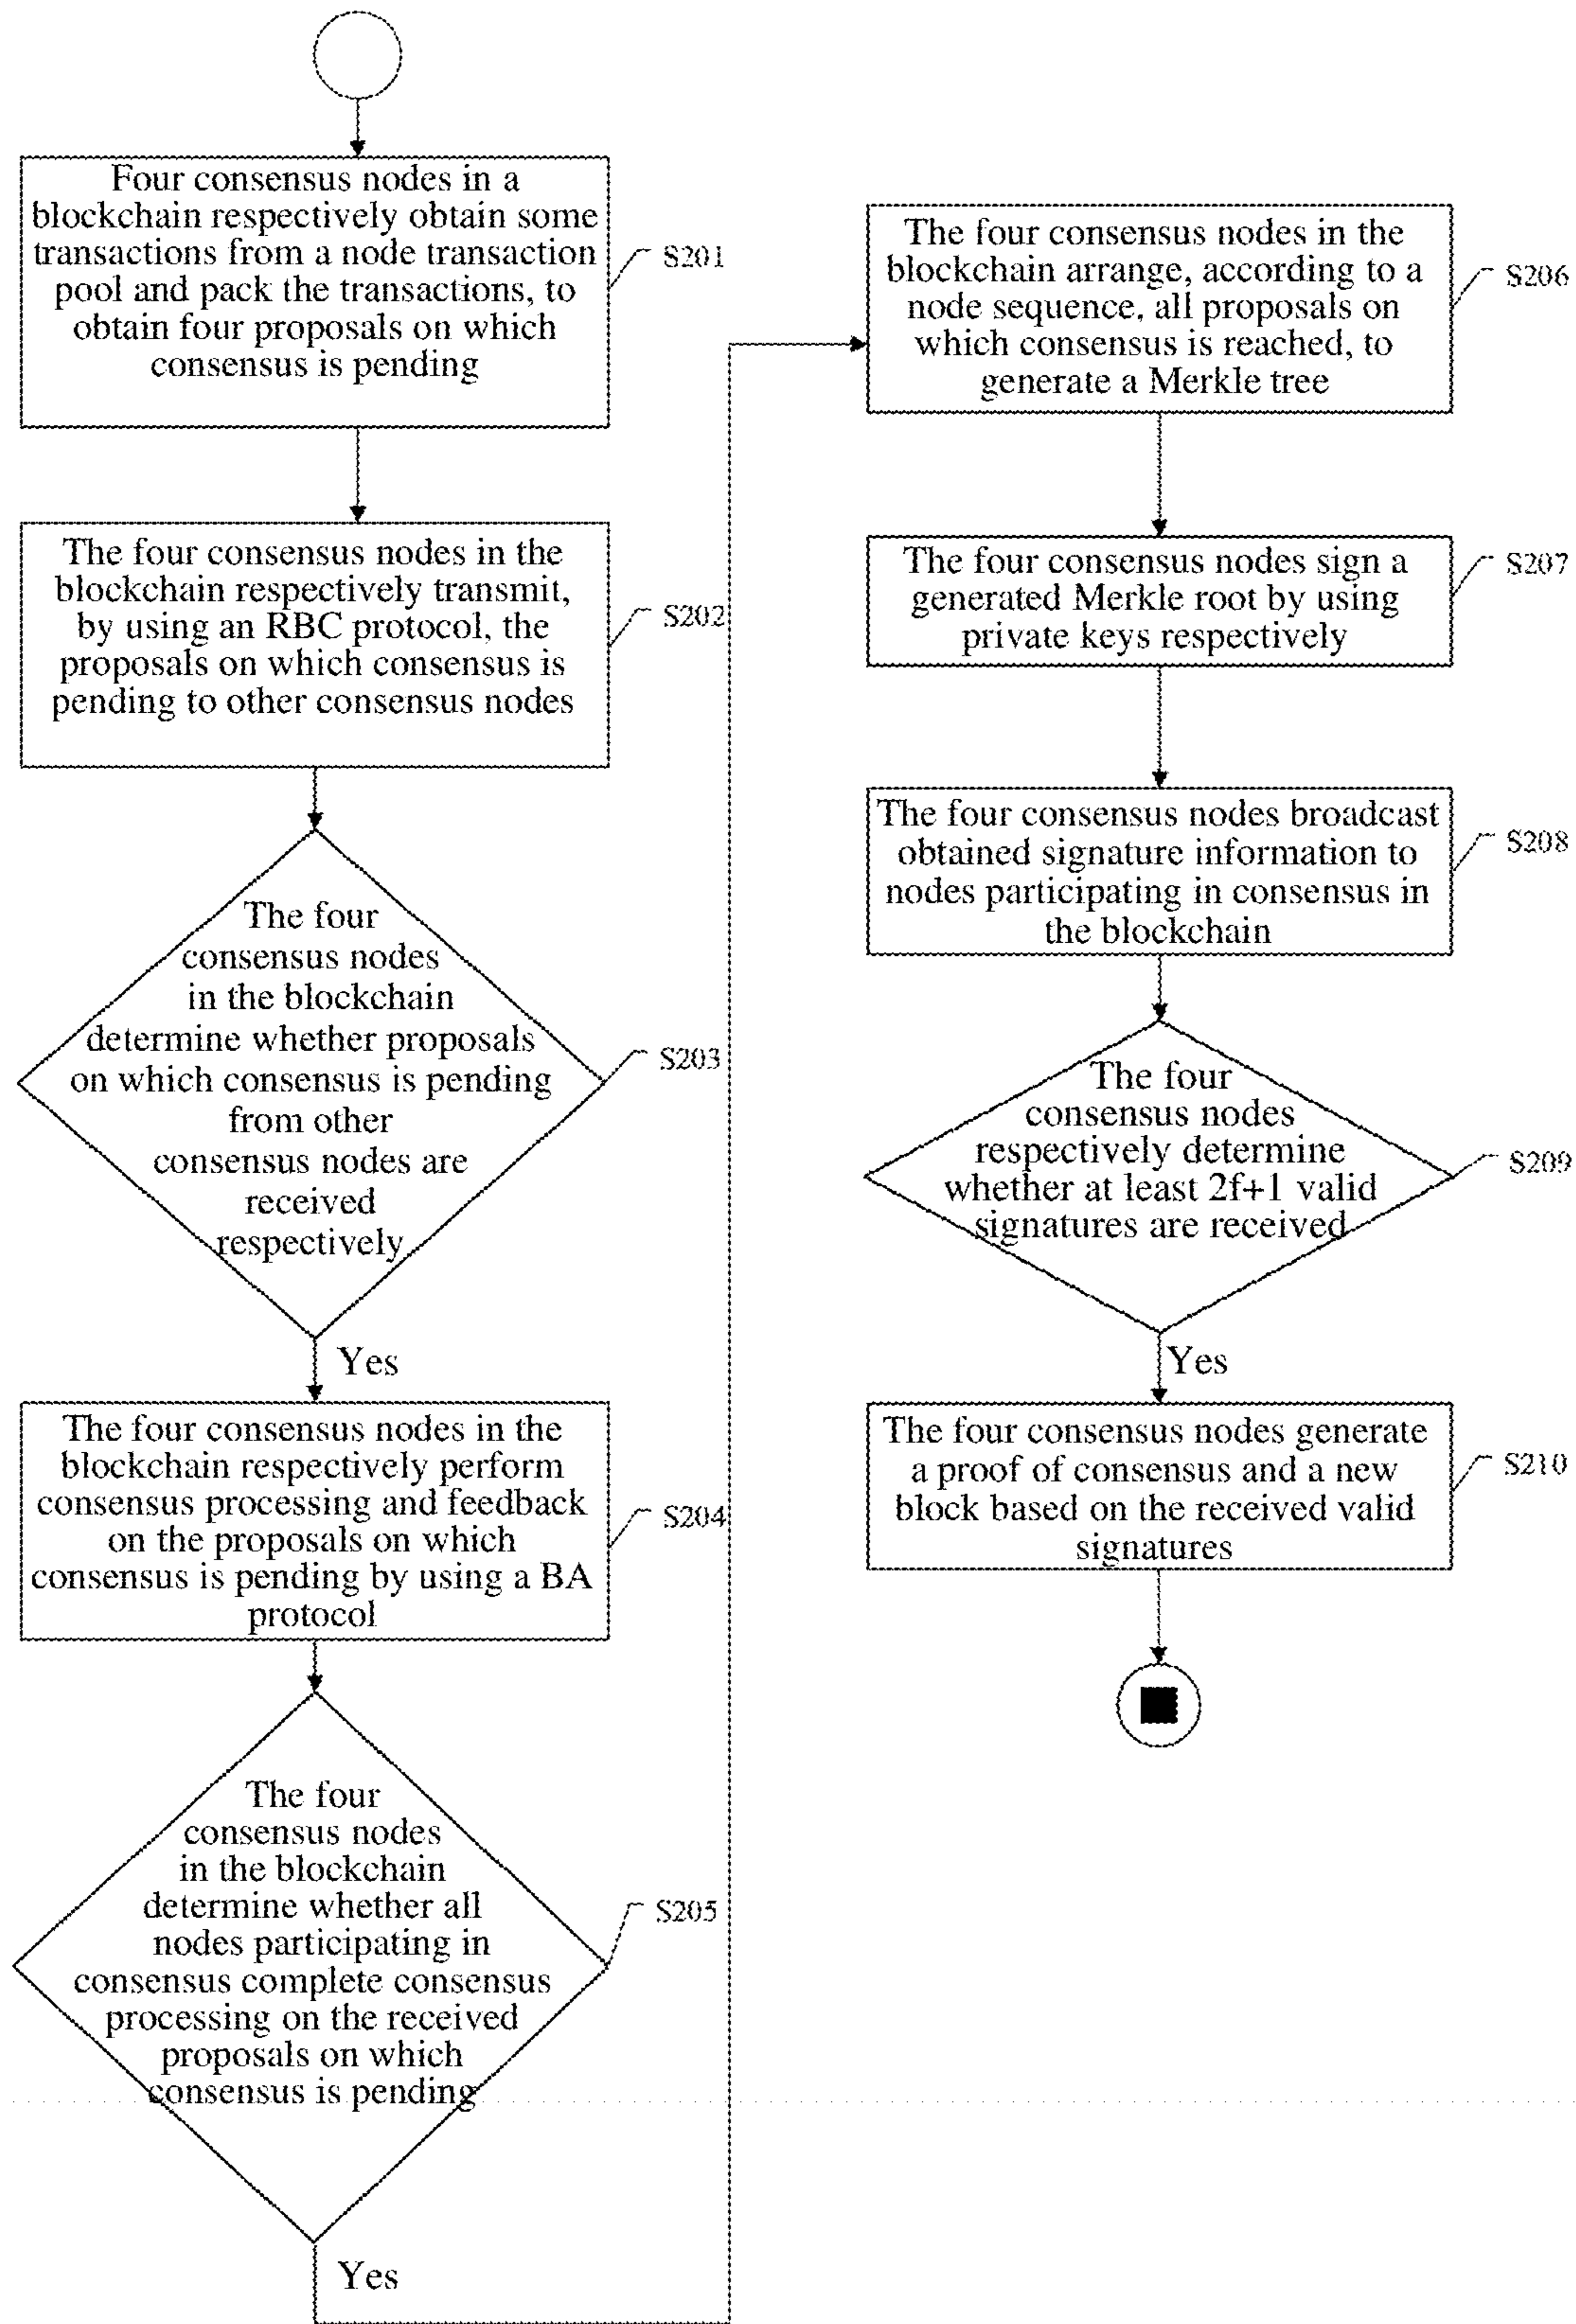 Four consensus nodes in a
blockchain respectively obtain some
transactions from a node transaction
pool and pack the transactions, to
obtain four proposals on which
consensus is pending
S201
The four consensus nodes in the
blockchain respectively transmit,
by using an RBC protocol, the
proposals on which consensus is
pending to other consensus nodes
S202
The four
consensus nodes
in the blockchain
determine whether proposals
on which consensus is pending
from other
consensus nodes are
received
respectively
S203
Yes
The four consensus nodes in the
blockchain respectively perform
consensus processing and feedback
on the proposals on which
consensus is pending by using a BA
protocol
S204
The four
consensus nodes
in the blockchain
determine whether all
nodes participating in
consensus complete consensus
processing on the received
proposals on which
consensus is pending
S205
Yes
The four consensus nodes in the
blockchain arrange, according to a
node sequence, all proposals on
which consensus is reached, to
generate a Merkle tree
S206
The four consensus nodes sign a
generated Merkle root by using
private keys respectively
S207
The four consensus nodes broadcast
obtained signature information to
nodes participating in consensus in
the blockchain
S208
The four
consensus nodes
respectively determine
whether at least 2f+1 valid
signatures are received
S209
Yes
The four consensus nodes generate
a proof of consensus and a new
block based on the received valid
signatures
S210